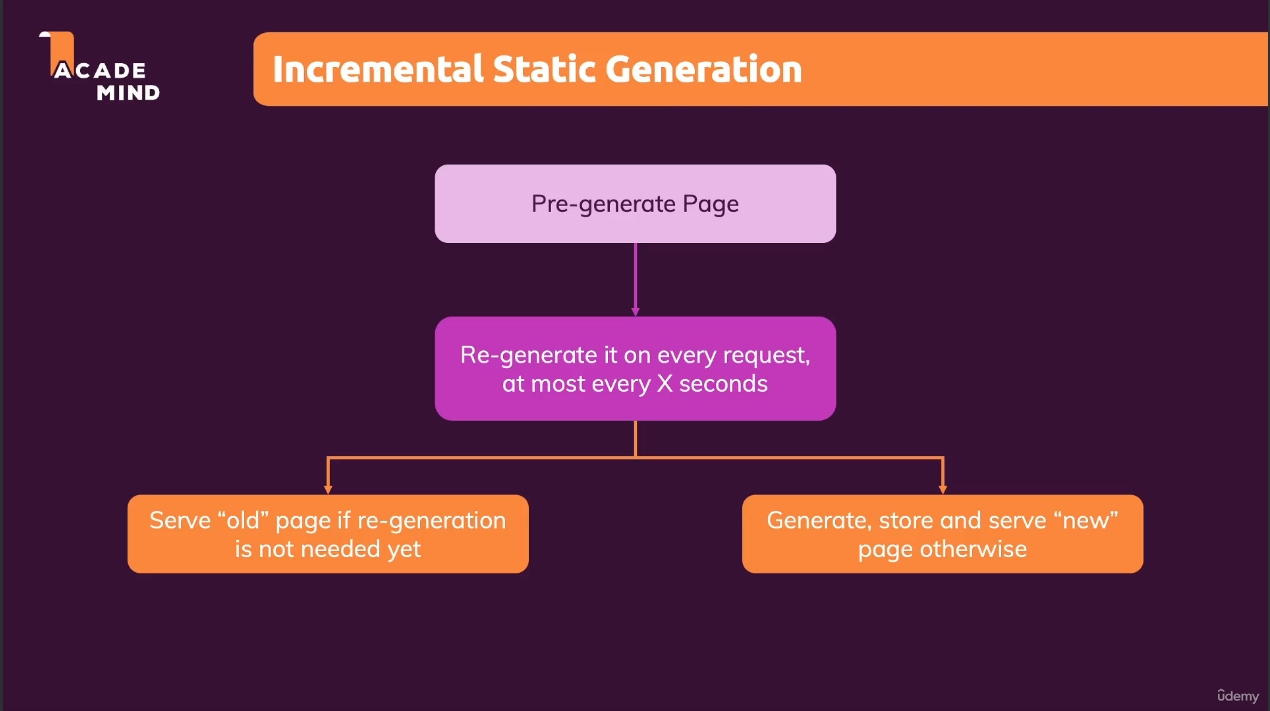 ACADE
MIND
Incremental Static Generation
Pre-generate Page
Re-generate it on every request,
at most every X seconds
Serve “old” page if re-generation
is not needed yet
Generate, store and serve “new”
page otherwise
ûdemy